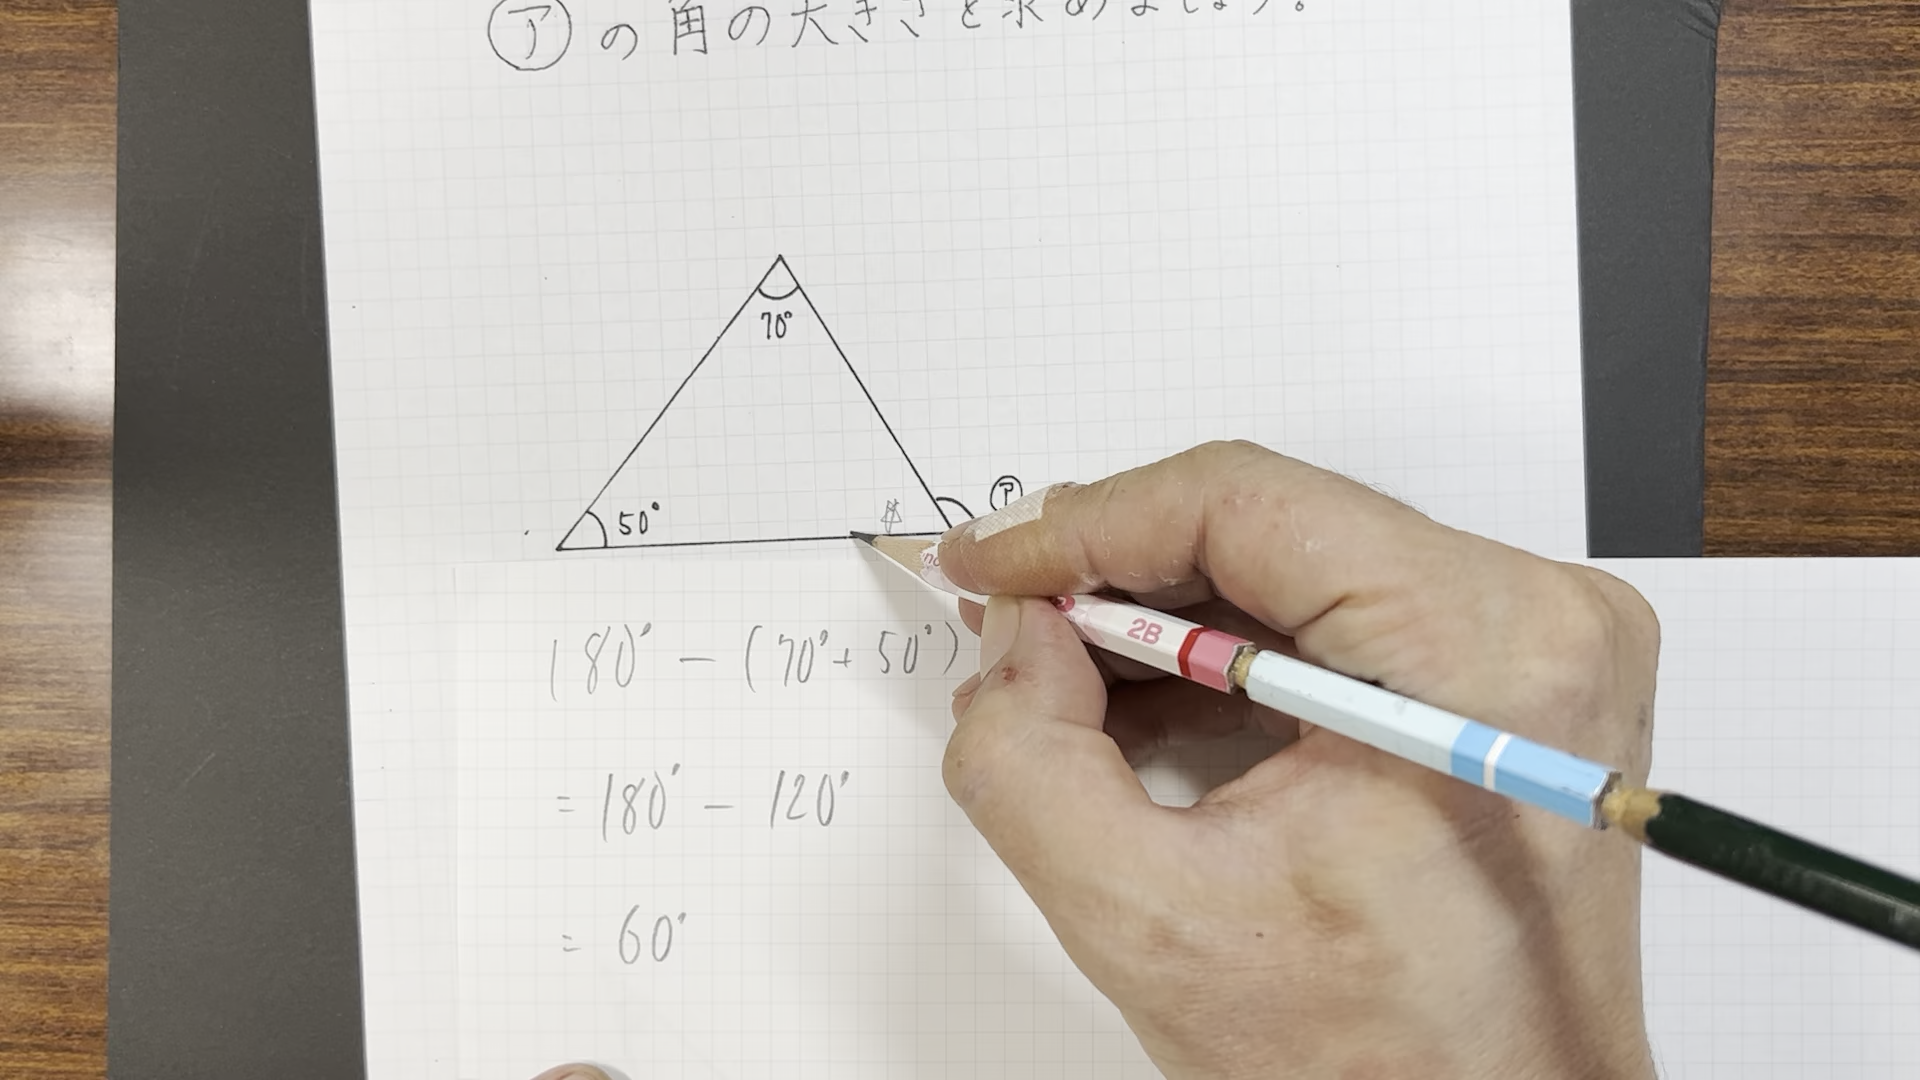 ㋐の角の大きさを求めましょう。
70°
50°
㋐
180° - (70° + 50°)
= 180° - 120°
= 60°
2B